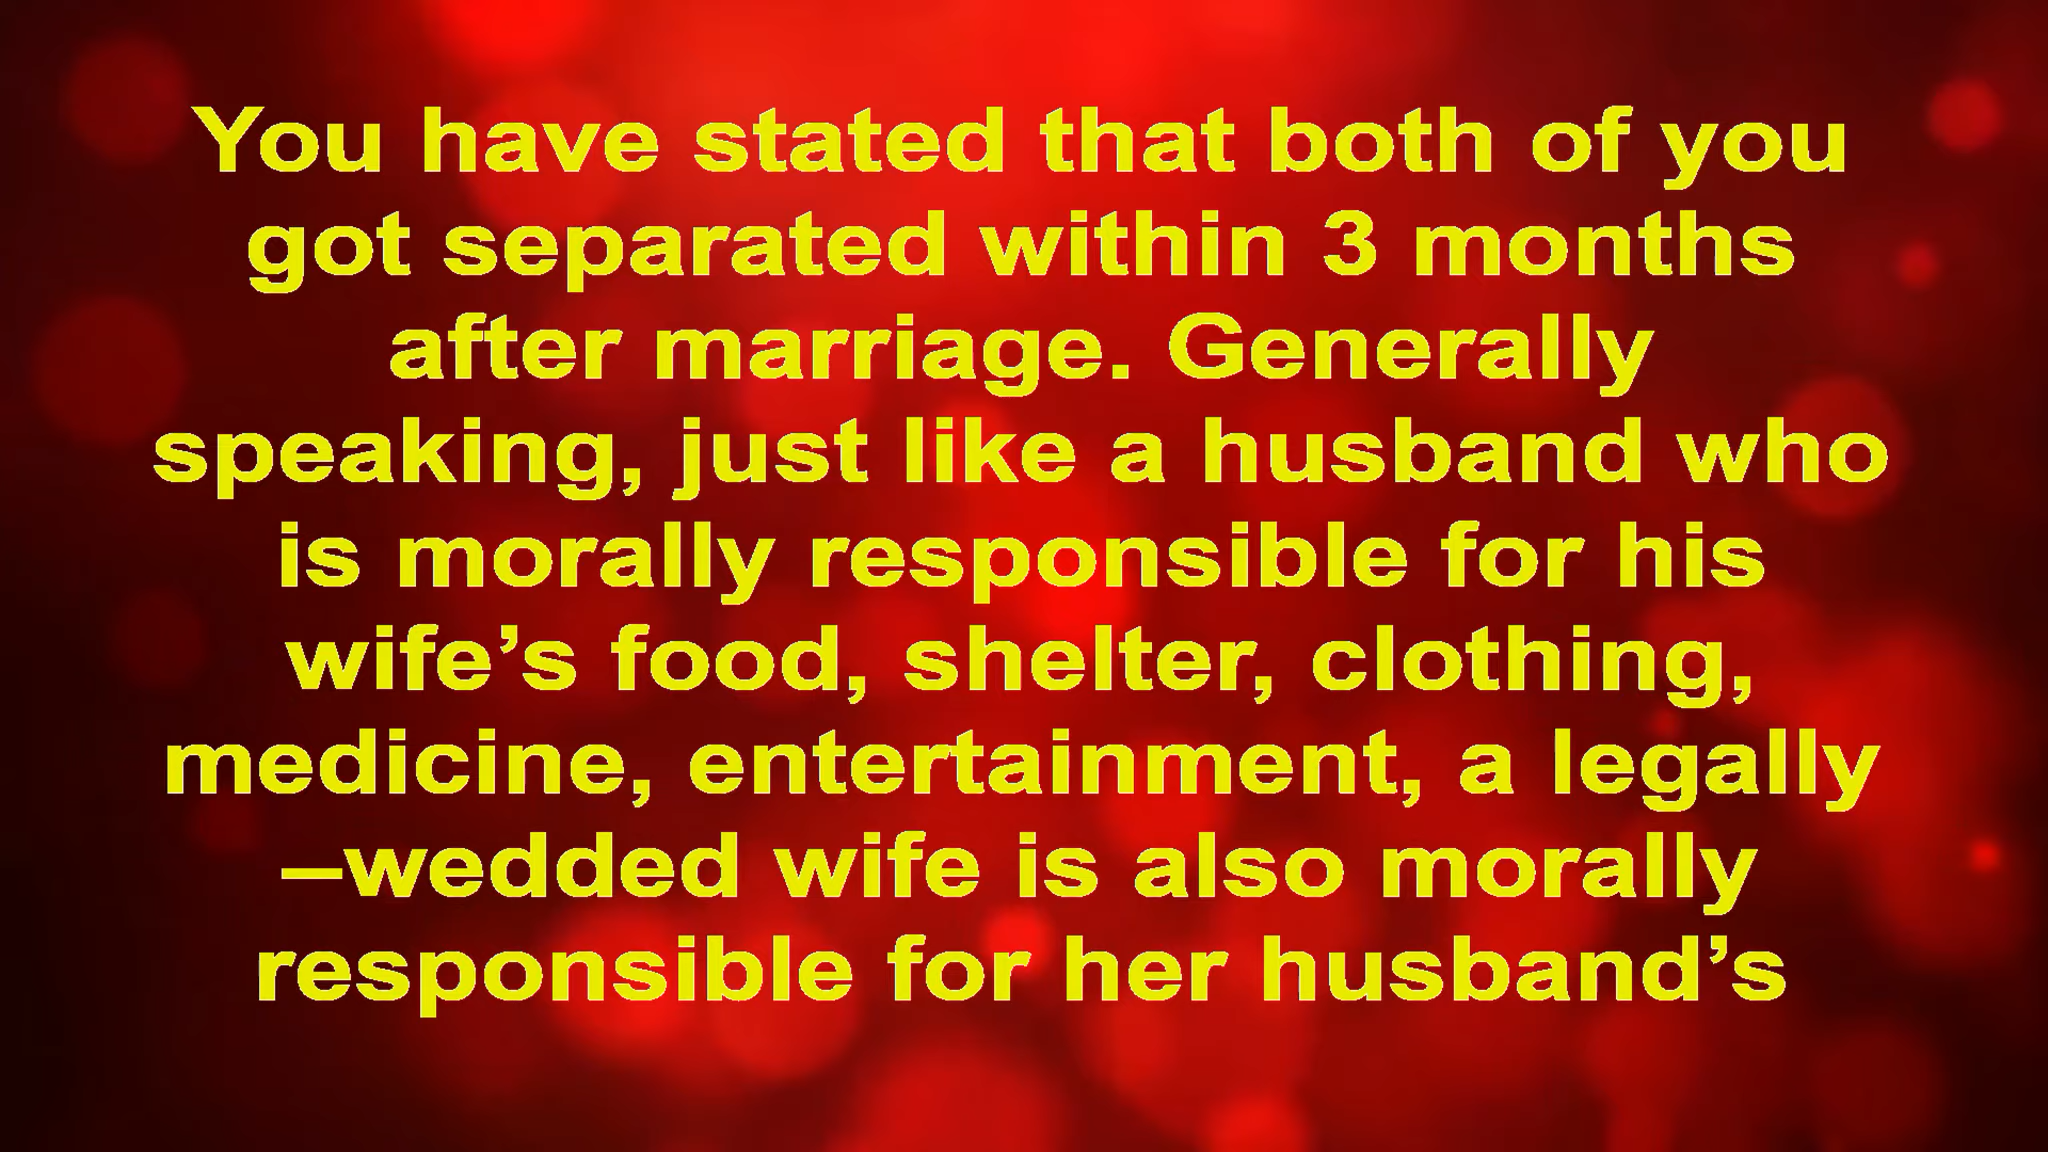 You have stated that both of you
got separated within 3 months
after marriage. Generally
speaking, just like a husband who
is morally responsible for his
wife’s food, shelter, clothing,
medicine, entertainment, a legally
–wedded wife is also morally
responsible for her husband’s